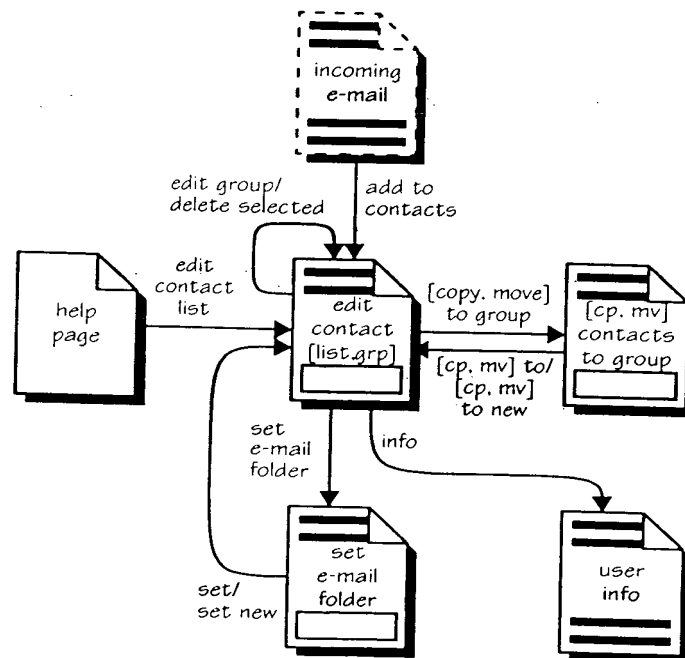 incoming
e-mail
edit group/
delete selected
add to
contacts
edit
contact
list
help
page
edit
contact
[list.grp]
[copy. move]
to group
[cp. mv]
contacts
to group
[cp, mv] to/
[cp, mv]
to new
set
e-mail
folder
info
set/
set new
set
e-mail
folder
user
info